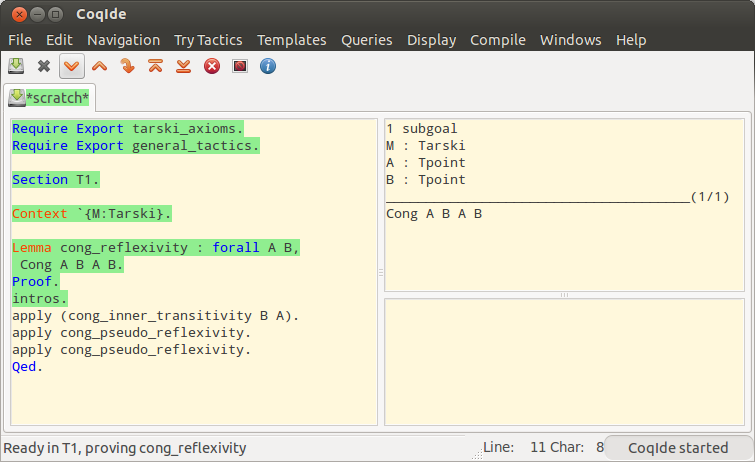 CoqIde
File Edit Navigation Try Tactics Templates Queries Display Compile Windows Help
*scratch*
Require Export tarski_axioms.
Require Export general_tactics.
Section T1.
Context `{M:Tarski}.
Lemma cong_reflexivity : forall A B,
Cong A B A B.
Proof.
intros.
apply (cong_inner_transitivity B A).
apply cong_pseudo_reflexivity.
apply cong_pseudo_reflexivity.
Qed.
1 subgoal
M : Tarski
A : Tpoint
B : Tpoint
______________________________________(1/1)
Cong A B A B
Ready in T1, proving cong_reflexivity
Line: 11 Char: 8
CoqIde started